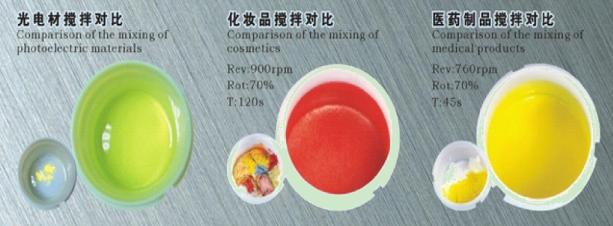 光电材搅拌对比
Comparison of the mixing of
photoelectric materials
化妆品搅拌对比
Comparison of the mixing of
cosmetics
Rev:900rpm
Rot:70%
T:120s
医药制品搅拌对比
Comparison of the mixing of
medical products
Rev:760rpm
Rot:70%
T:45s